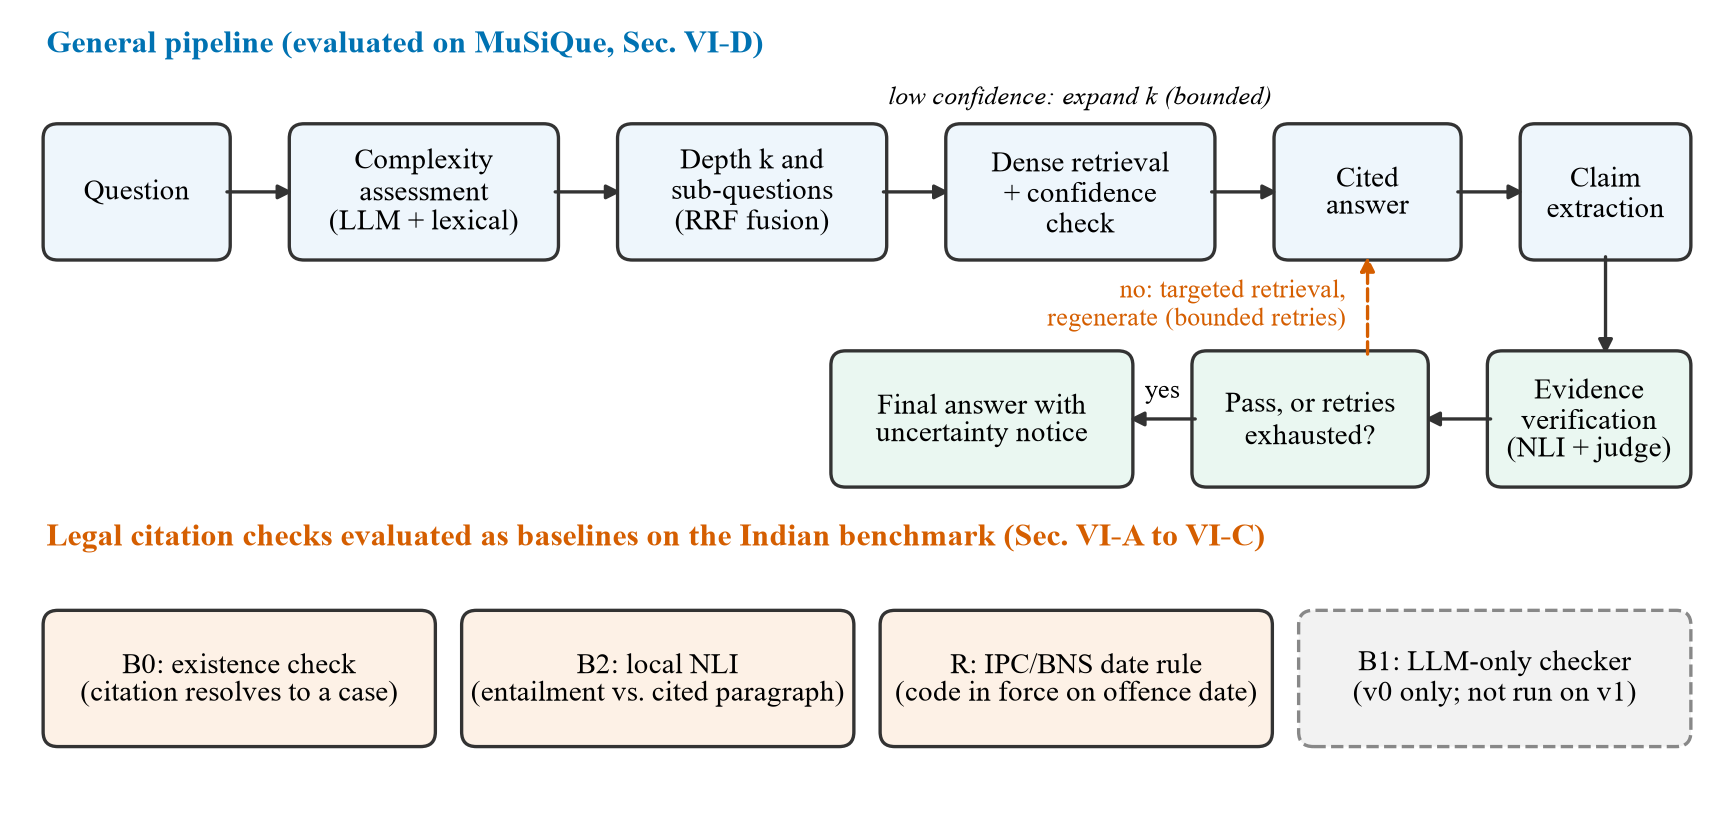 General pipeline (evaluated on MuSiQue, Sec. VI-D)
low confidence: expand k (bounded)
Question
Complexity
assessment
(LLM + lexical)
Depth k and
sub-questions
(RRF fusion)
Dense retrieval
+ confidence
check
Cited
answer
Claim
extraction
no: targeted retrieval,
regenerate (bounded retries)
Final answer with
uncertainty notice
yes
Pass, or retries
exhausted?
Evidence
verification
(NLI + judge)
Legal citation checks evaluated as baselines on the Indian benchmark (Sec. VI-A to VI-C)
B0: existence check
(citation resolves to a case)
B2: local NLI
(entailment vs. cited paragraph)
R: IPC/BNS date rule
(code in force on offence date)
B1: LLM-only checker
(v0 only; not run on v1)